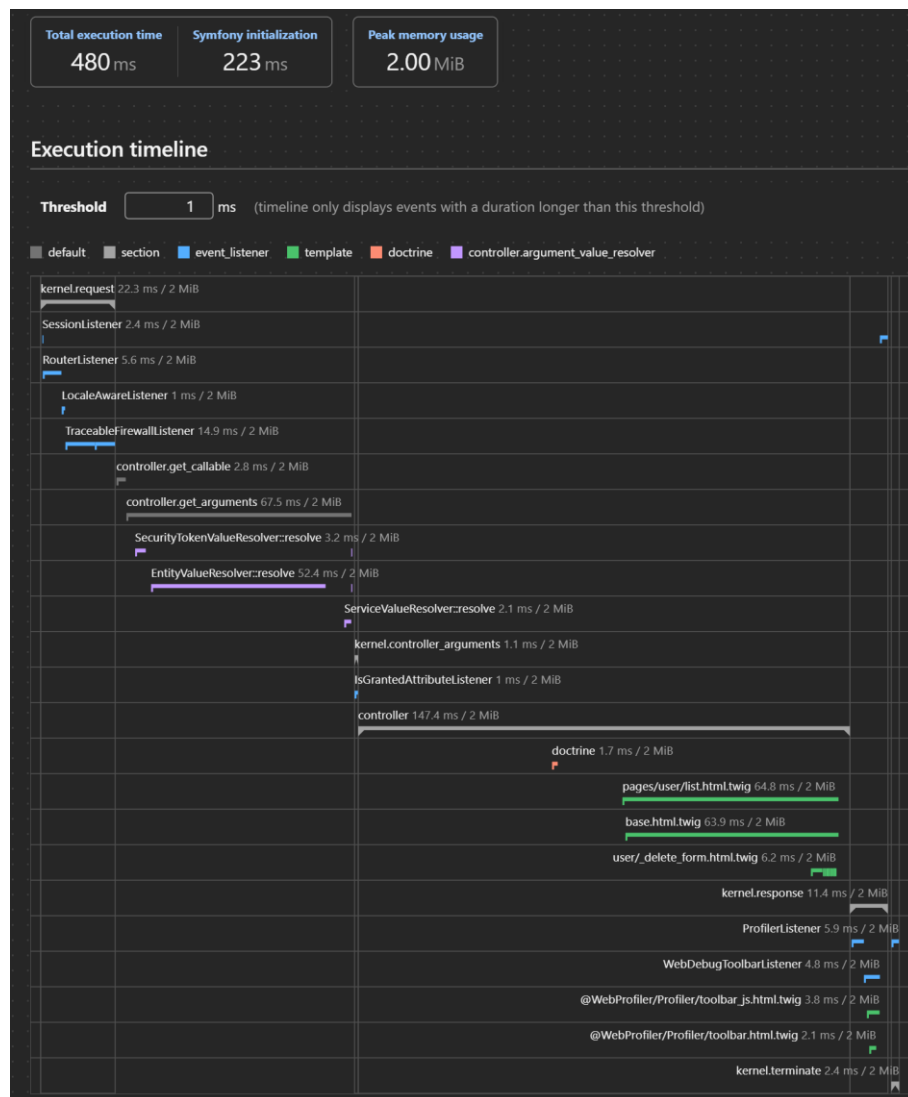 Total execution time Symfony initialization Peak memory usage
480 ms 223 ms 2.00 MiB
Execution timeline
Threshold 1 ms (timeline only displays events with a duration longer than this threshold)
default section event_listener template doctrine controller.argument_value_resolver
kernel.request 22.3 ms / 2 MiB
SessionListener 2.4 ms / 2 MiB
RouterListener 5.6 ms / 2 MiB
LocaleAwareListener 1 ms / 2 MiB
TraceableFirewallListener 14.9 ms / 2 MiB
controller.get_callable 2.8 ms / 2 MiB
controller.get_arguments 67.5 ms / 2 MiB
SecurityTokenValueResolver::resolve 3.2 ms / 2 MiB
EntityValueResolver::resolve 52.4 ms / 2 MiB
ServiceValueResolver::resolve 2.1 ms / 2 MiB
kernel.controller_arguments 1.1 ms / 2 MiB
IsGrantedAttributeListener 1 ms / 2 MiB
controller 147.4 ms / 2 MiB
doctrine 1.7 ms / 2 MiB
pages/user/list.html.twig 64.8 ms / 2 MiB
base.html.twig 63.9 ms / 2 MiB
user/_delete_form.html.twig 6.2 ms / 2 MiB
kernel.response 11.4 ms / 2 MiB
ProfilerListener 5.9 ms / 2 MiB
WebDebugToolbarListener 4.8 ms / 2 MiB
@WebProfiler/Profiler/toolbar_js.html.twig 3.8 ms / 2 MiB
@WebProfiler/Profiler/toolbar.html.twig 2.1 ms / 2 MiB
kernel.terminate 2.4 ms / 2 MiB